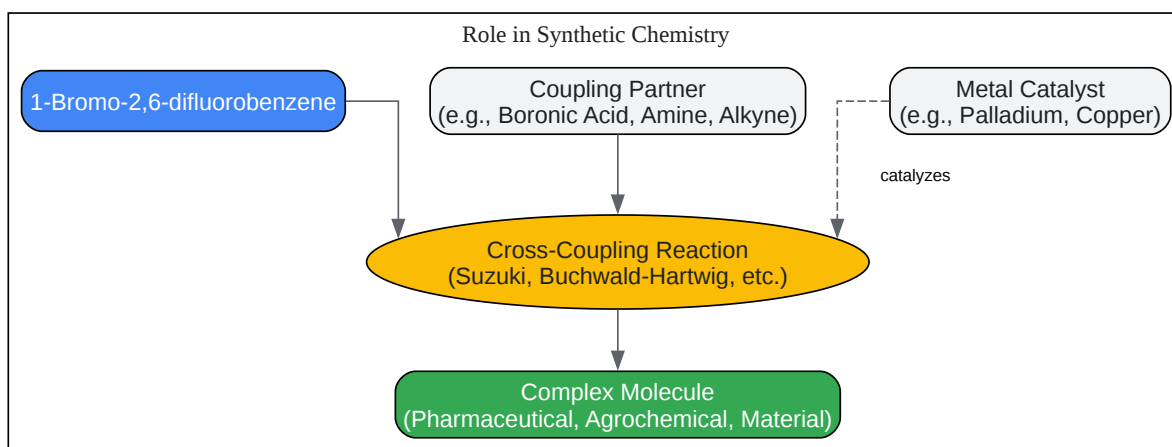 Role in Synthetic Chemistry
1-Bromo-2,6-difluorobenzene
Coupling Partner
(e.g., Boronic Acid, Amine, Alkyne)
Metal Catalyst
(e.g., Palladium, Copper)
catalyzes
Cross-Coupling Reaction
(Suzuki, Buchwald-Hartwig, etc.)
Complex Molecule
(Pharmaceutical, Agrochemical, Material)